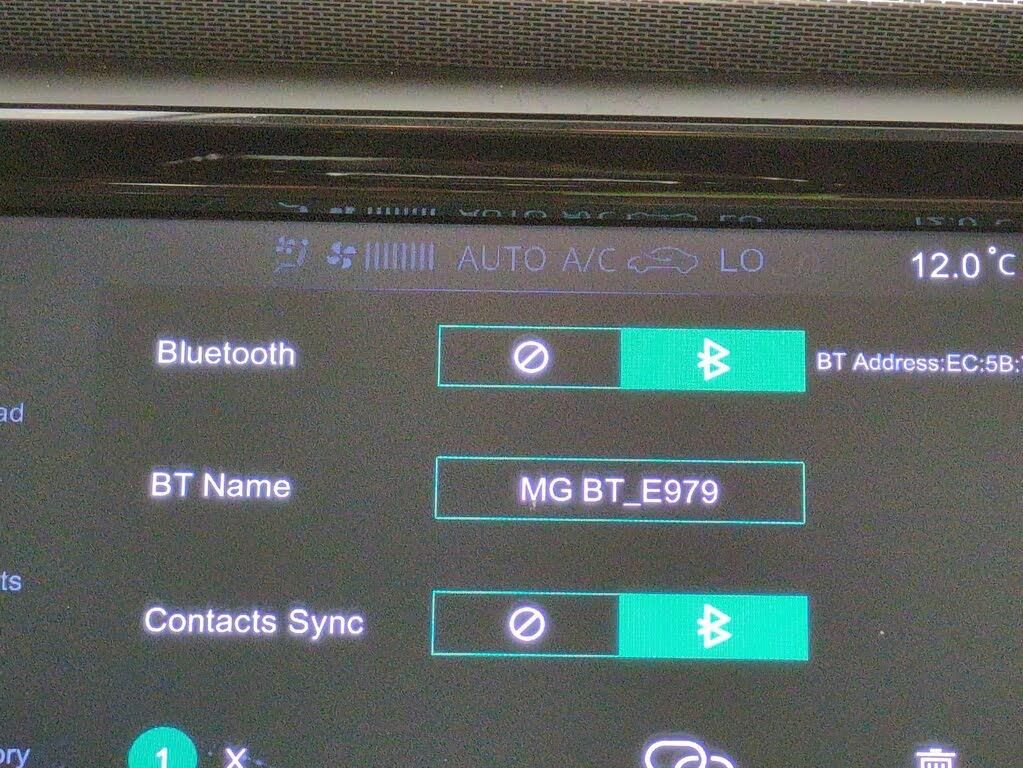 AUTO A/C LO 12.0°C
Bluetooth BT Address:EC:5B:
ad
BT Name MG BT_E979
ts
Contacts Sync
ory 1 X